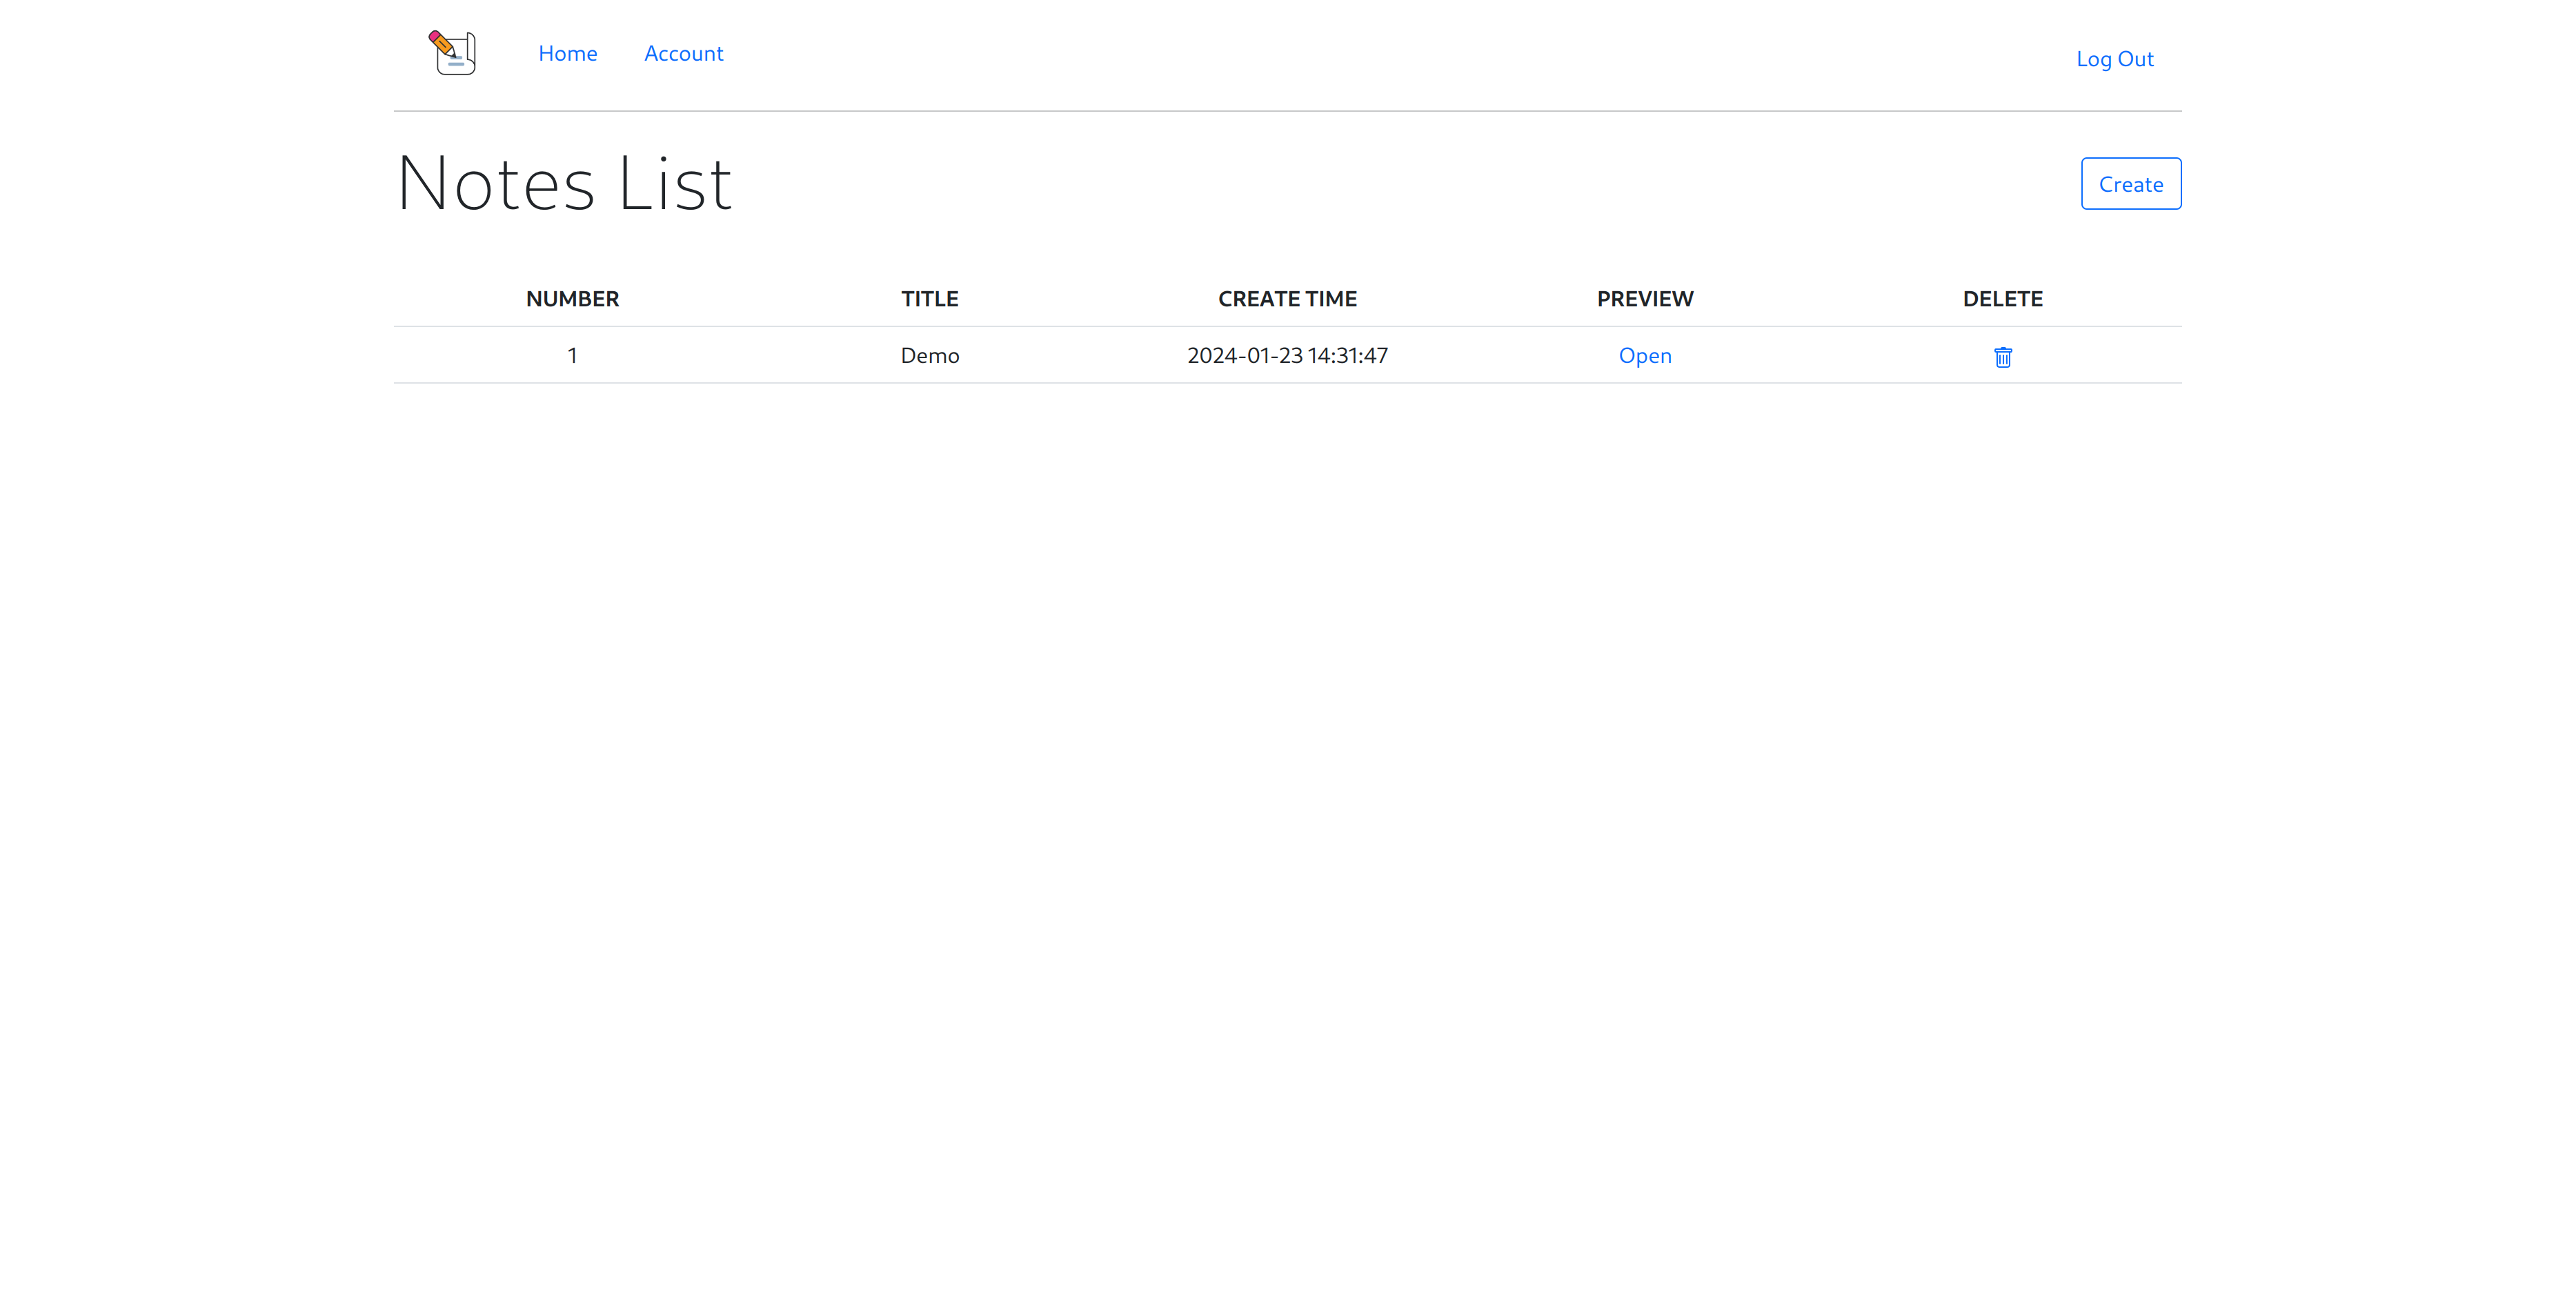 Home Account Log Out
Notes List Create
NUMBER TITLE CREATE TIME PREVIEW DELETE
1 Demo 2024-01-23 14:31:47 Open